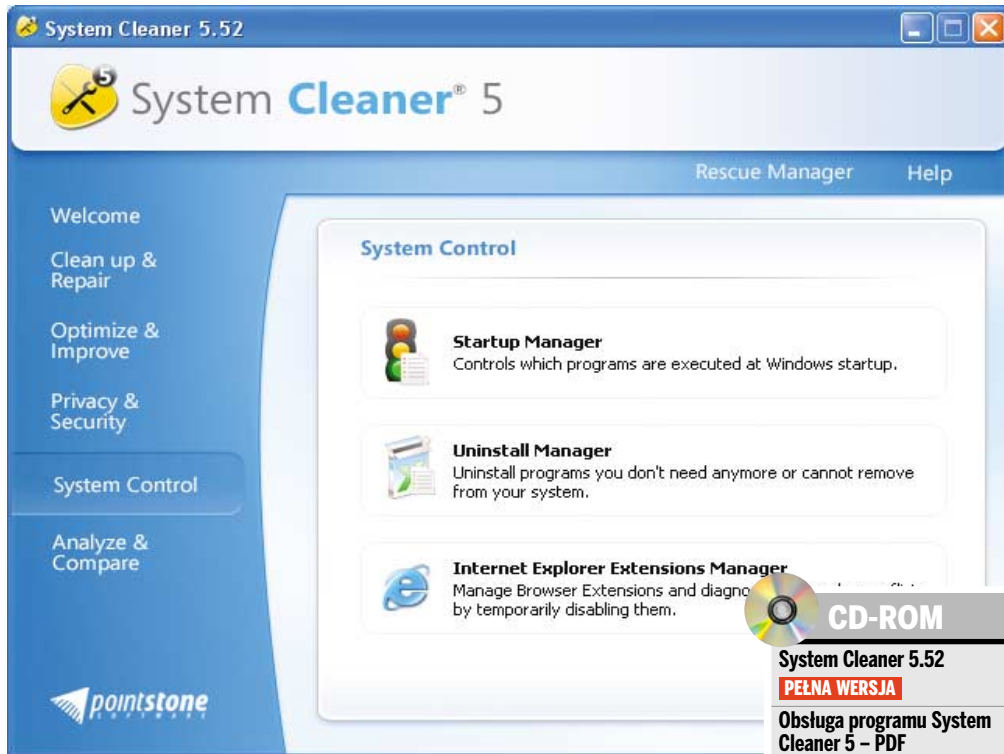 System Cleaner 5.52
5
System Cleaner® 5
Rescue Manager Help
Welcome
Clean up &
Repair
Optimize &
Improve
Privacy &
Security
System Control
Analyze &
Compare
System Control
Startup Manager
Controls which programs are executed at Windows startup.
Uninstall Manager
Uninstall programs you don't need anymore or cannot remove
from your system.
Internet Explorer Extensions Manager
Manage Browser Extensions and
by temporarily disabling them.
pointstone
SOFTWARE
CD-ROM
System Cleaner 5.52
PEŁNA WERSJA
Obsługa programu System
Cleaner 5 – PDF